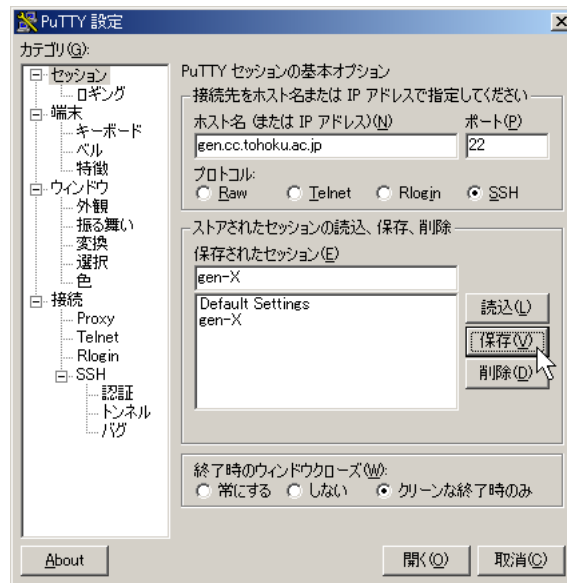 PuTTY 設定
カテゴリ(G):
セッション
ロギング
端末
キーボード
ベル
特徴
ウィンドウ
外観
振る舞い
変換
選択
色
接続
Proxy
Telnet
Rlogin
SSH
認証
トンネル
バグ
PuTTY セッションの基本オプション
接続先をホスト名または IP アドレスで指定してください
ホスト名 (または IP アドレス)(N)
ポート(P)
gen.cc.tohoku.ac.jp
22
プロトコル:
Raw Telnet Rlogin SSH
ストアされたセッションの読込、保存、削除
保存されたセッション(E)
gen-X
Default Settings
gen-X
読込(L)
保存(V)
削除(D)
終了時のウィンドウクローズ(W):
常にする しない クリーンな終了時のみ
About
開く(O)
取消(C)